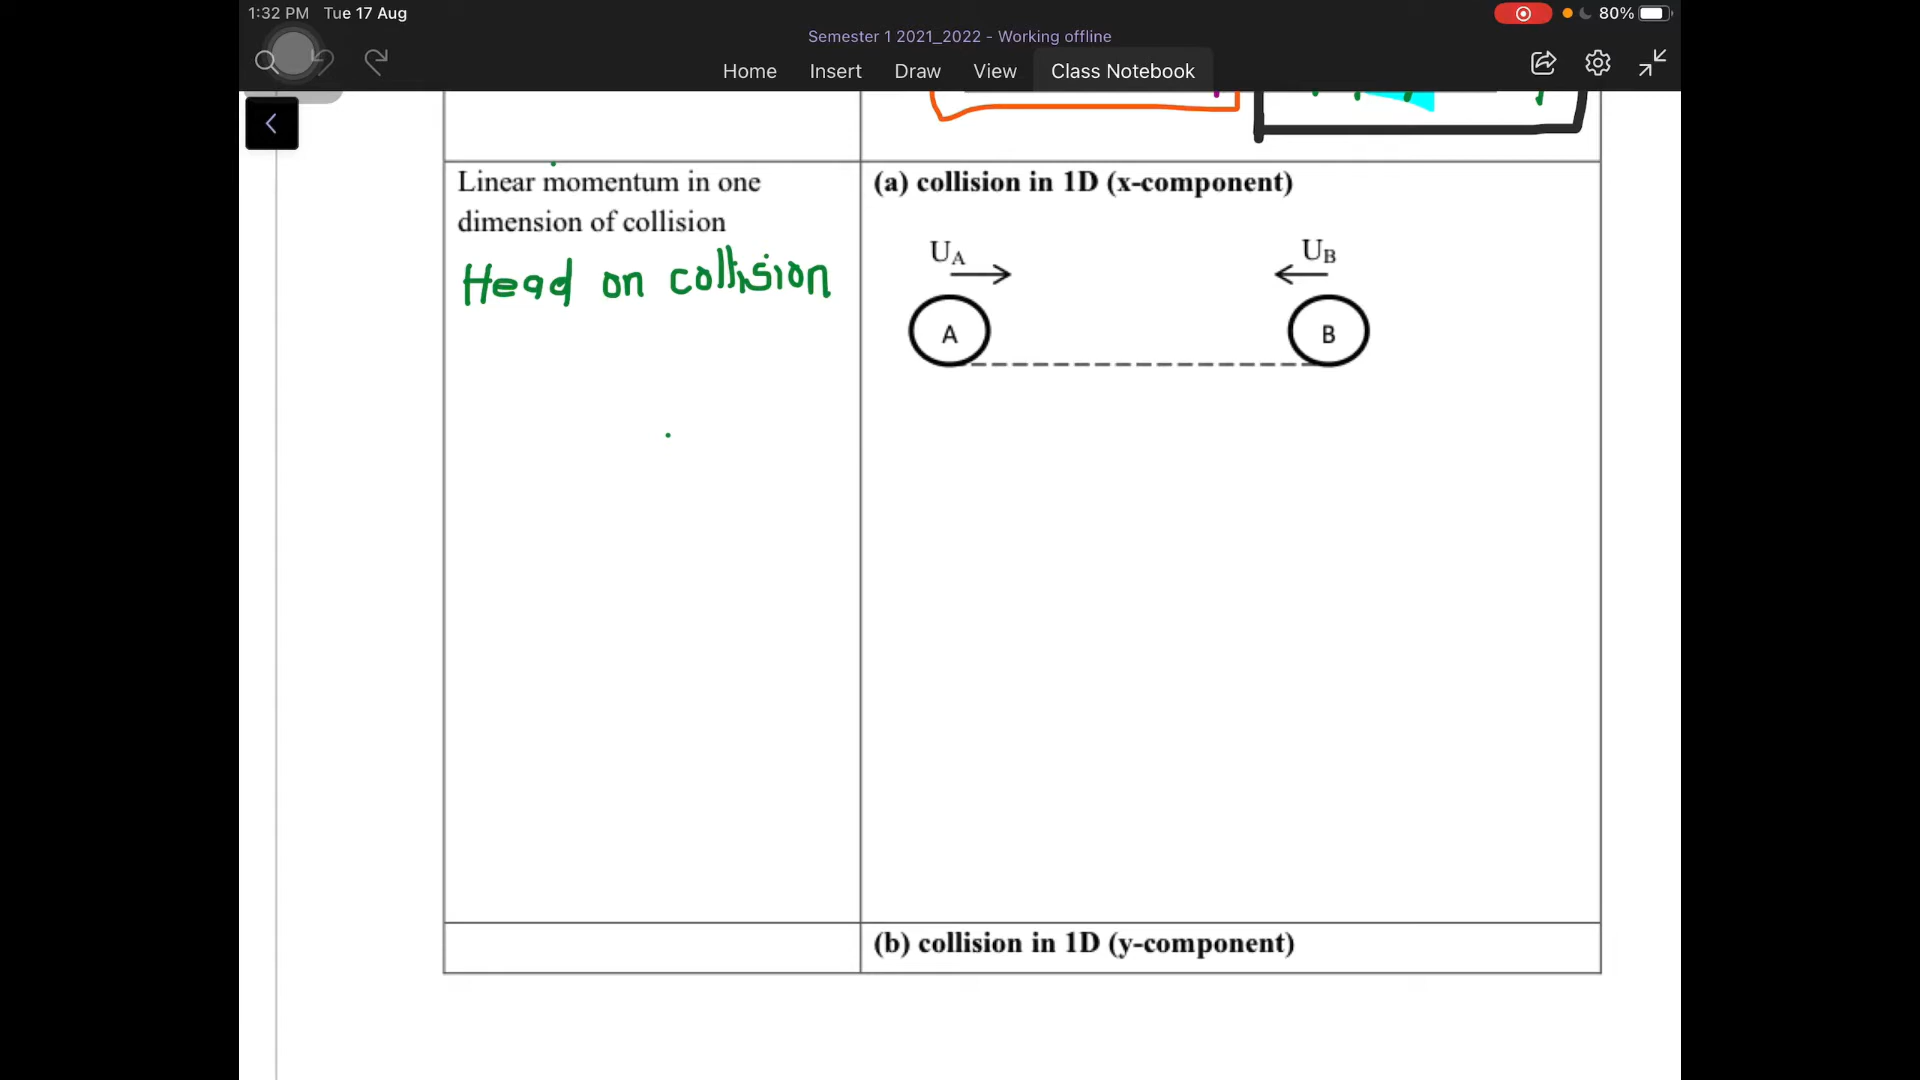 1:32 PM Tue 17 Aug
80%
Semester 1 2021_2022 - Working offline
Home Insert Draw View Class Notebook
Linear momentum in one
dimension of collision
Head on collision
(a) collision in 1D (x-component)
UA UB
A B
(b) collision in 1D (y-component)